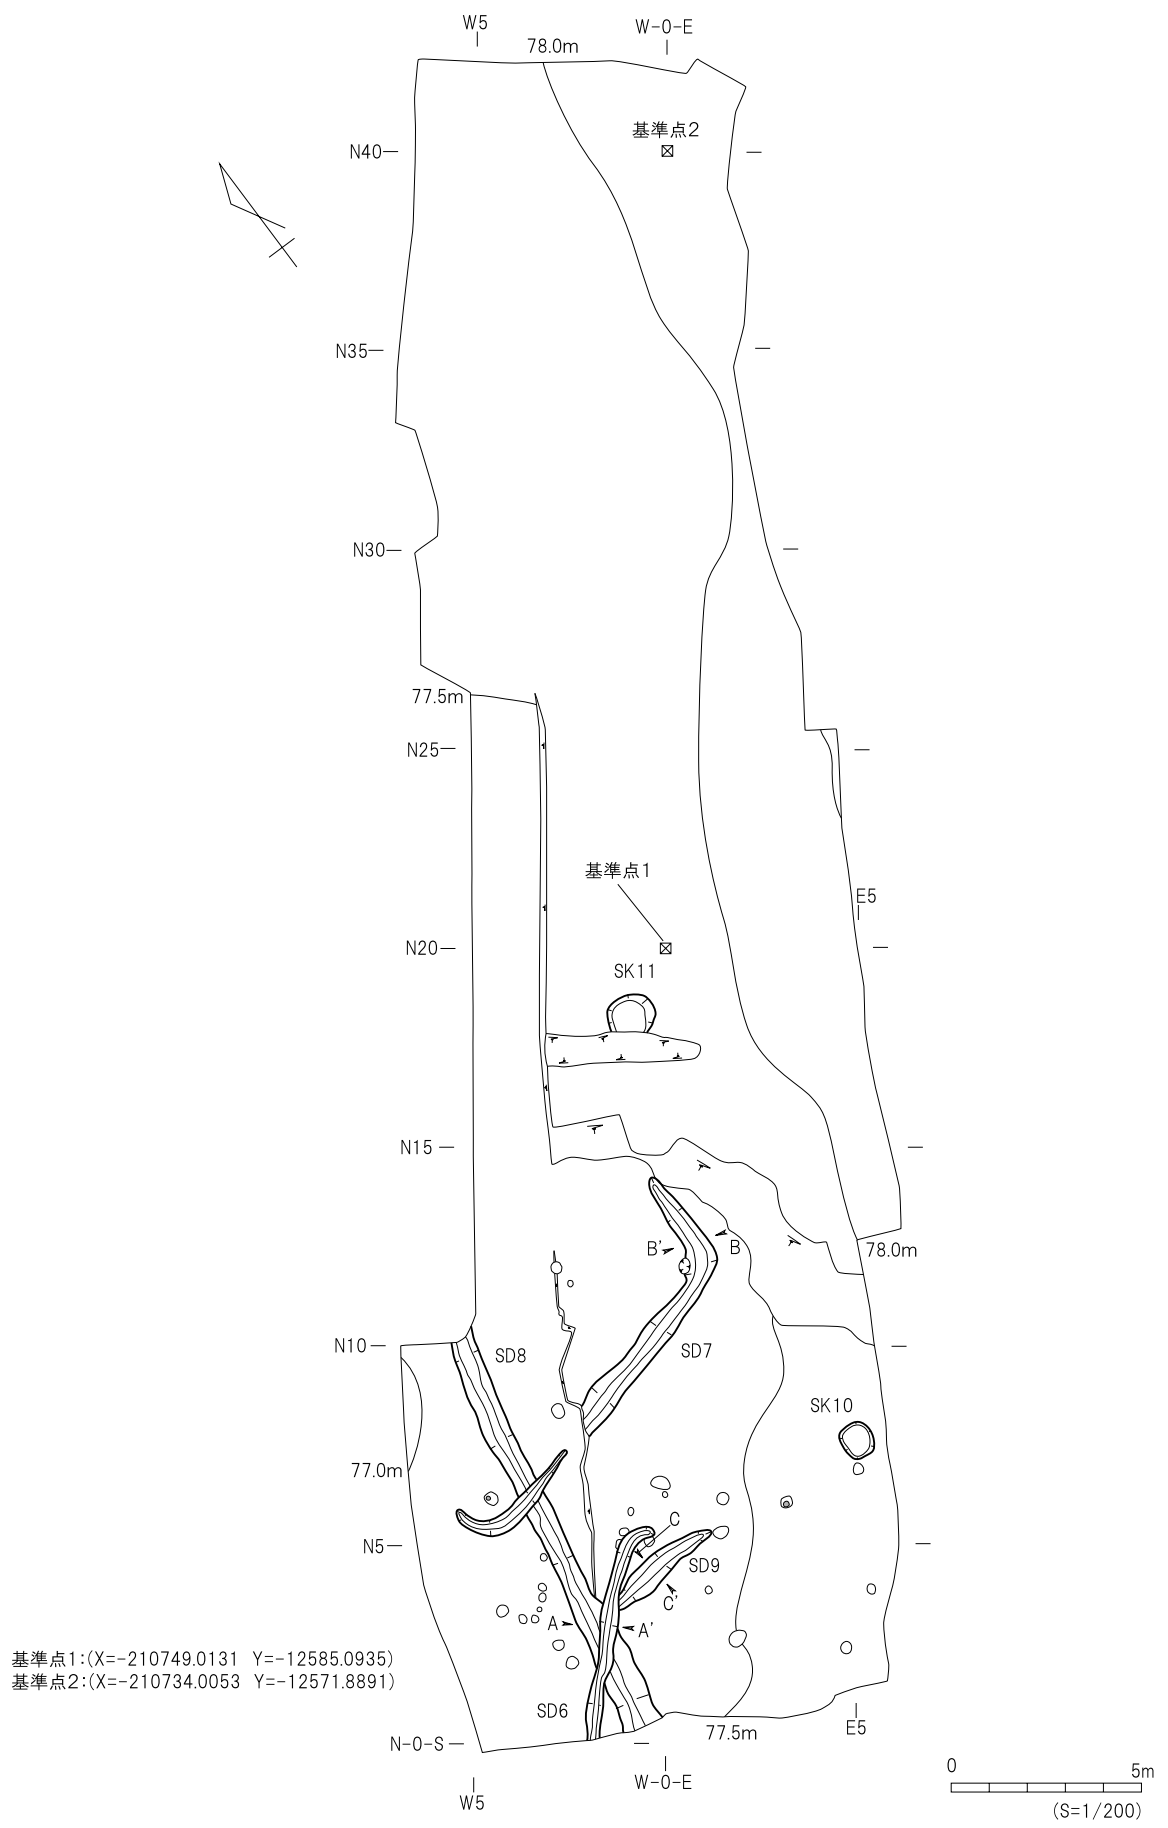 W5
W-0-E
78.0m
基準点2
N40
N35
N30
77.5m
N25
基準点1
E5
N20
SK11
N15
B'
B
78.0m
N10
SD8
SD7
SK10
77.0m
N5
C
SD9
C'
A
A'
基準点1:(X=-210749.0131 Y=-12585.0935)
基準点2:(X=-210734.0053 Y=-12571.8891)
SD6
77.5m
E5
N-0-S
W-0-E
W5
0 5m
(S=1/200)